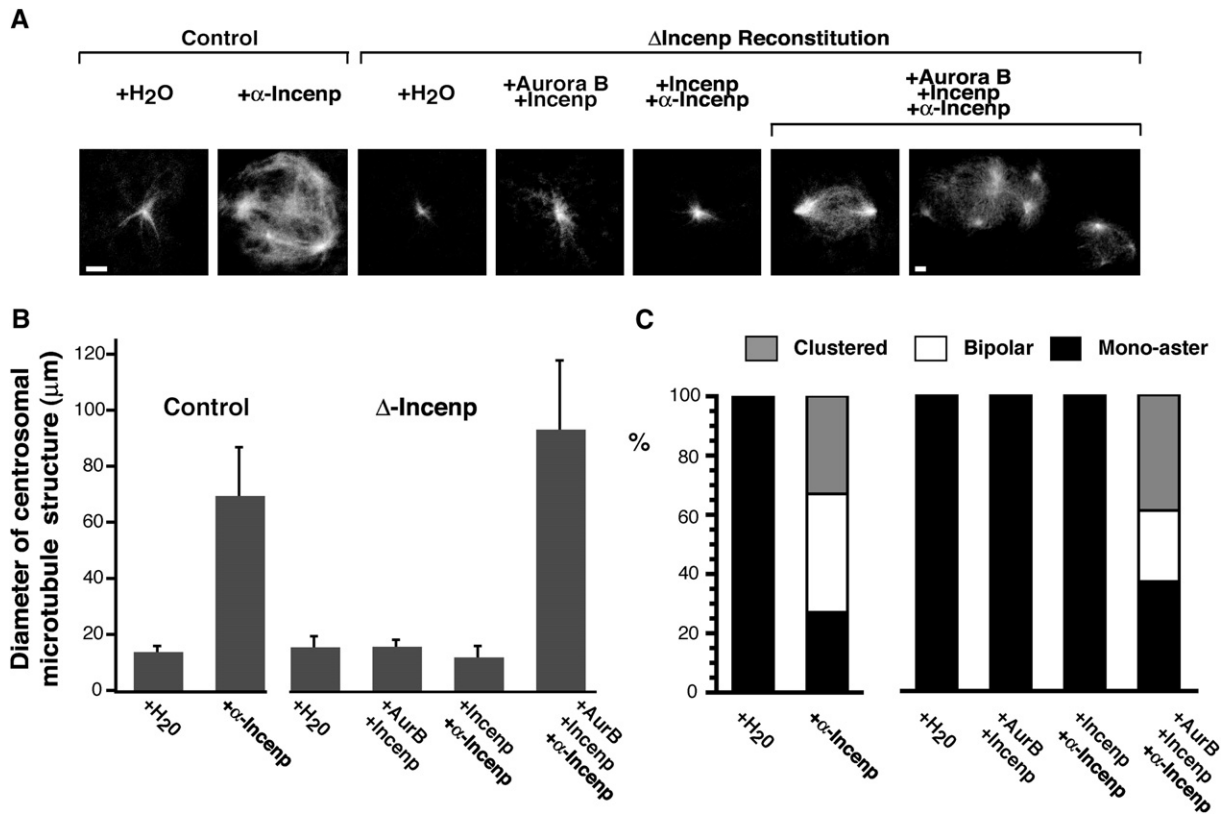 A
Control
ΔIncenp Reconstitution
+H2O
+α-Incenp
+H2O
+Aurora B
+Incenp
+Incenp
+α-Incenp
+Aurora B
+Incenp
+α-Incenp
B
Diameter of centrosomal
microtubule structure (μm)
120
100
80
60
40
20
0
Control
Δ-Incenp
+H20
+α-Incenp
+H20
+AurB
+Incenp
+Incenp
+α-Incenp
+AurB
+Incenp
+α-Incenp
C
Clustered
Bipolar
Mono-aster
%
100
80
60
40
20
0
+H20
+α-Incenp
+H20
+AurB
+Incenp
+Incenp
+α-Incenp
+AurB
+Incenp
+α-Incenp